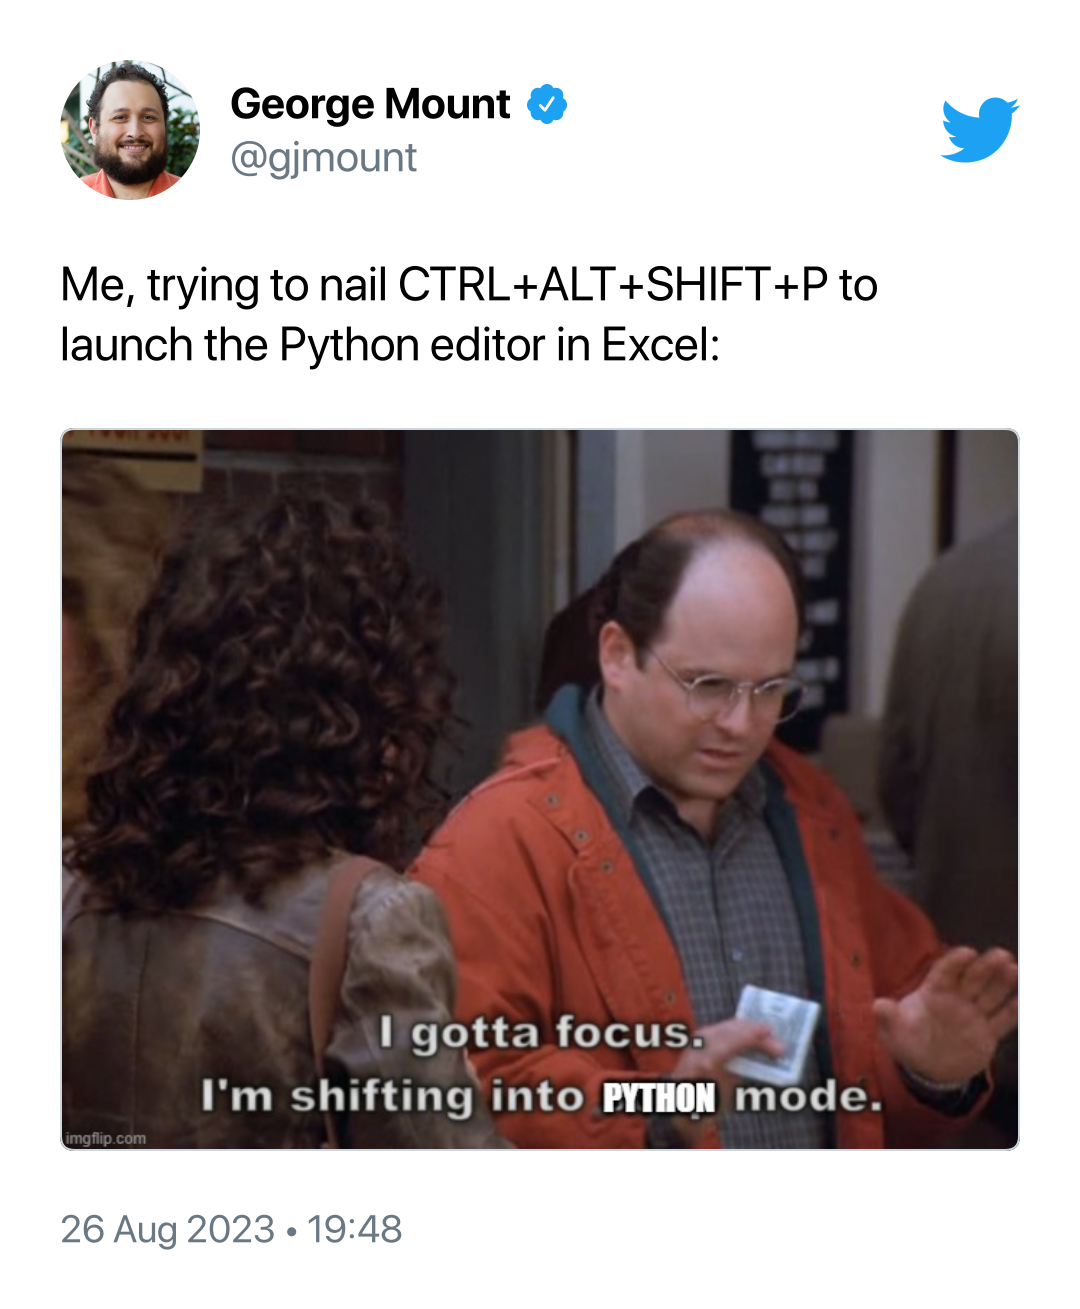 George Mount
@gjmount
Me, trying to nail CTRL+ALT+SHIFT+P to
launch the Python editor in Excel:
I gotta focus.
I'm shifting into PYTHON mode.
imgflip.com
26 Aug 2023 • 19:48